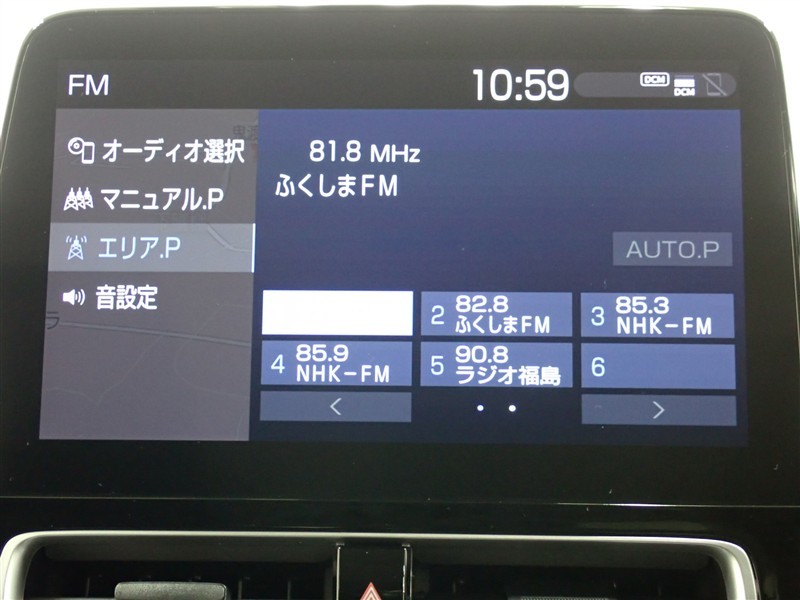 FM
10:59
DCM
DCM
オーディオ選択
マニュアル.P
エリア.P
音設定
81.8 MHz
ふくしまFM
AUTO.P
2 82.8
ふくしまFM
3 85.3
NHK-FM
4 85.9
NHK-FM
5 90.8
ラジオ福島
6